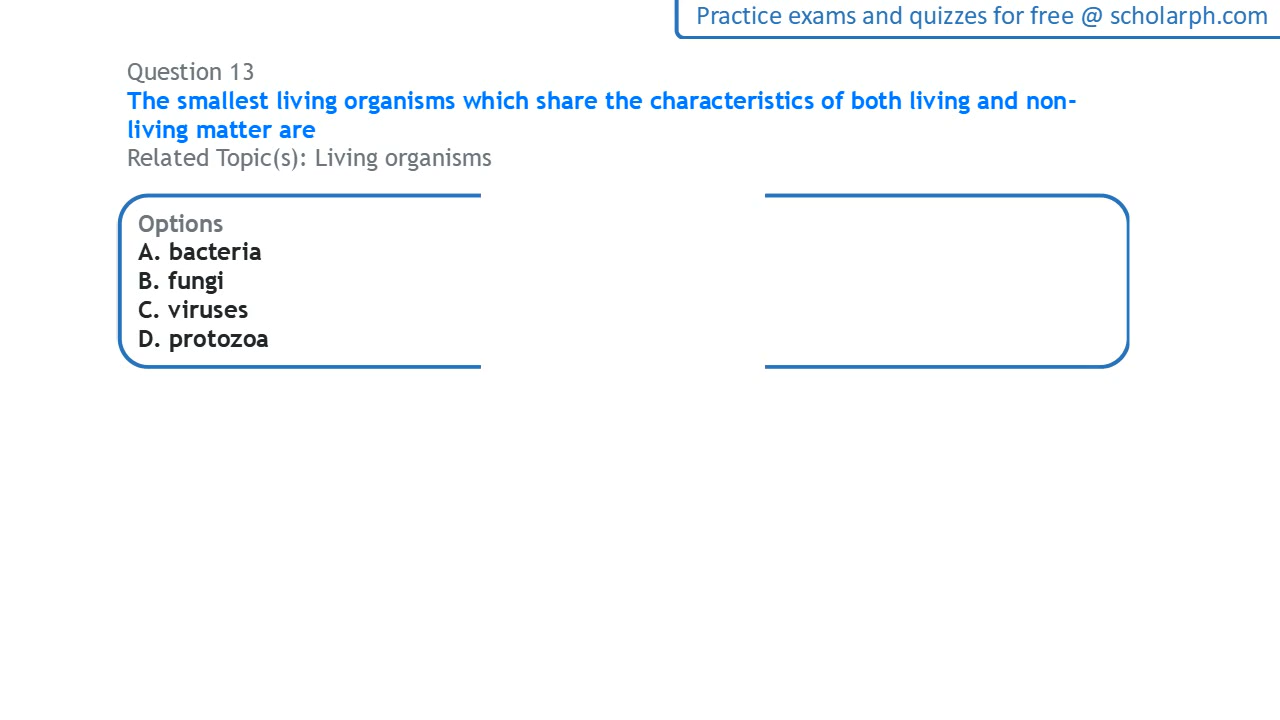 Practice exams and quizzes for free @ scholarph.com
Question 13
The smallest living organisms which share the characteristics of both living and non-
living matter are
Related Topic(s): Living organisms
Options
A. bacteria
B. fungi
C. viruses
D. protozoa